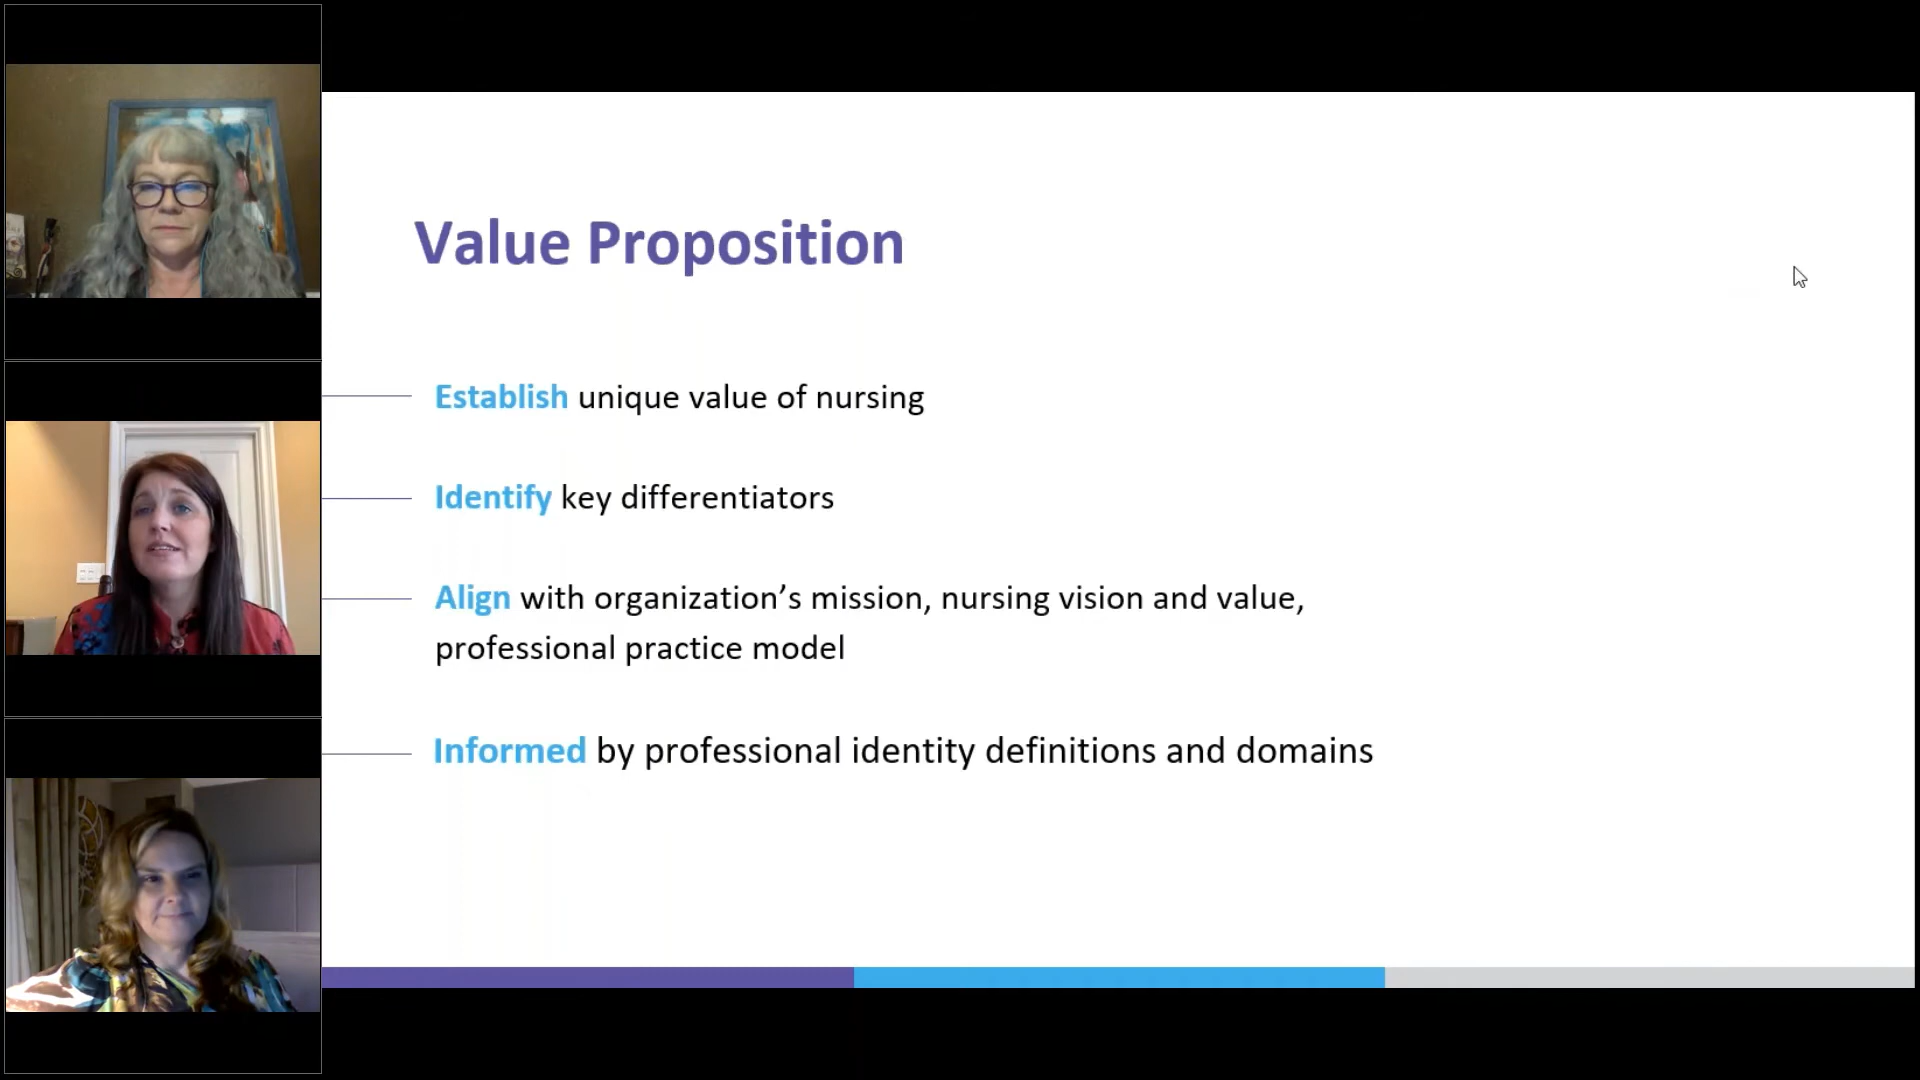 Value Proposition
Establish unique value of nursing
Identify key differentiators
Align with organization’s mission, nursing vision and value,
professional practice model
Informed by professional identity definitions and domains